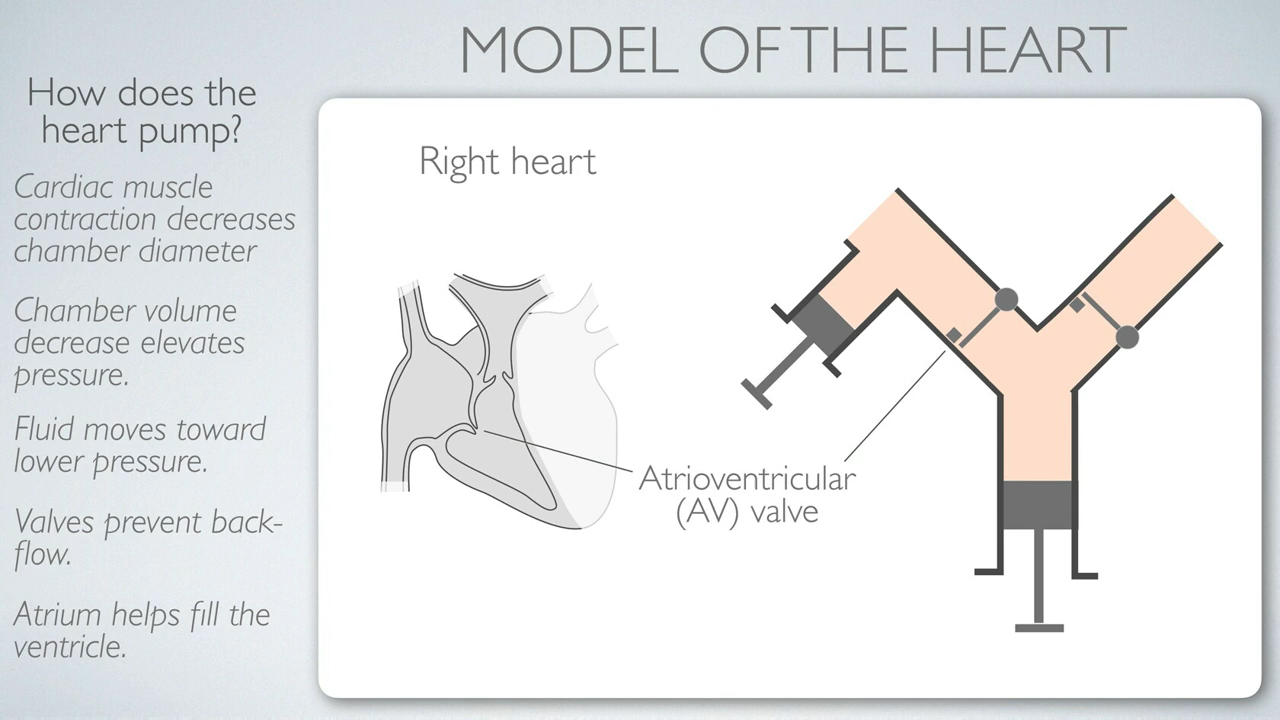 MODEL OF THE HEART
How does the
heart pump?
Cardiac muscle
contraction decreases
chamber diameter
Chamber volume
decrease elevates
pressure.
Fluid moves toward
lower pressure.
Valves prevent back-
flow.
Atrium helps fill the
ventricle.
Right heart
Atrioventricular
(AV) valve